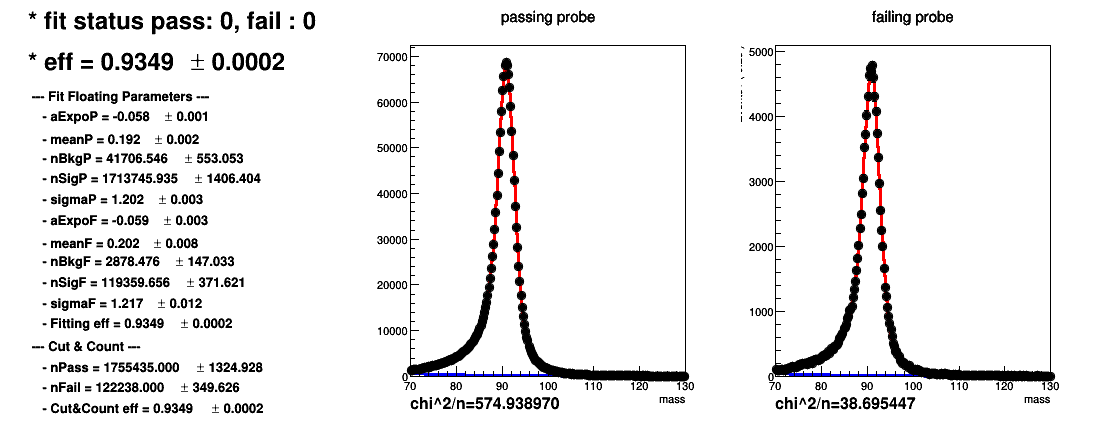 * fit status pass: 0, fail : 0
* eff = 0.9349 ± 0.0002
--- Fit Floating Parameters ---
- aExpoP = -0.058 ± 0.001
- meanP = 0.192 ± 0.002
- nBkgP = 41706.546 ± 553.053
- nSigP = 1713745.935 ± 1406.404
- sigmaP = 1.202 ± 0.003
- aExpoF = -0.059 ± 0.003
- meanF = 0.202 ± 0.008
- nBkgF = 2878.476 ± 147.033
- nSigF = 119359.656 ± 371.621
- sigmaF = 1.217 ± 0.012
- Fitting eff = 0.9349 ± 0.0002
--- Cut & Count ---
- nPass = 1755435.000 ± 1324.928
- nFail = 122238.000 ± 349.626
- Cut&Count eff = 0.9349 ± 0.0002
passing probe
70000
60000
50000
40000
30000
20000
10000
0
70 80 90 100 110 120 130
mass
chi^2/n=574.938970
failing probe
5000
4000
3000
2000
1000
0
70 80 90 100 110 120 130
mass
chi^2/n=38.695447